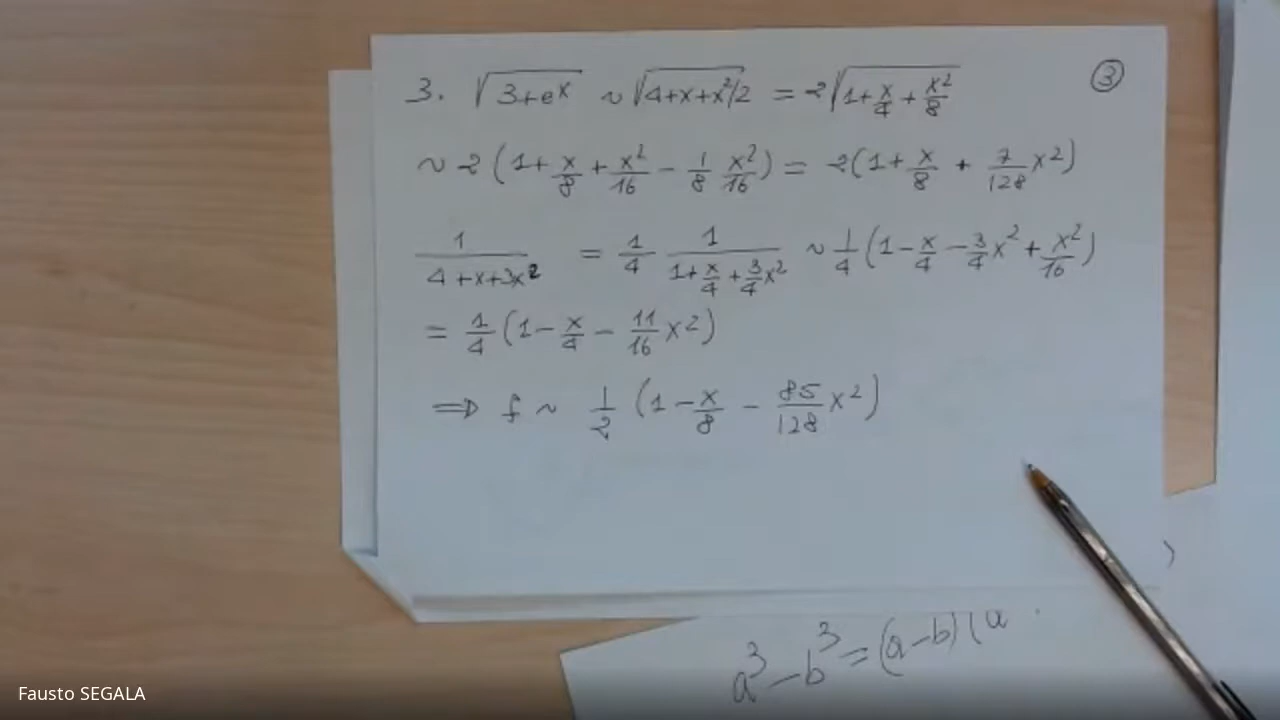 3. √(3+eˣ) ~ √(4+x+x²/2) = 2√(1+x/4+x²/8) ③
~ 2(1+x/8+x²/16-1/8 x²/16) = 2(1+x/8+7/128 x²)
1/(4+x+3x²) = 1/4 1/(1+x/4+3/4 x²) ~ 1/4(1-x/4-3/4 x²+x²/16)
= 1/4(1-x/4-11/16 x²)
⇒ f ~ 1/2(1-x/8-85/128 x²)
a³-b³=(a-b)(a
Fausto SEGALA